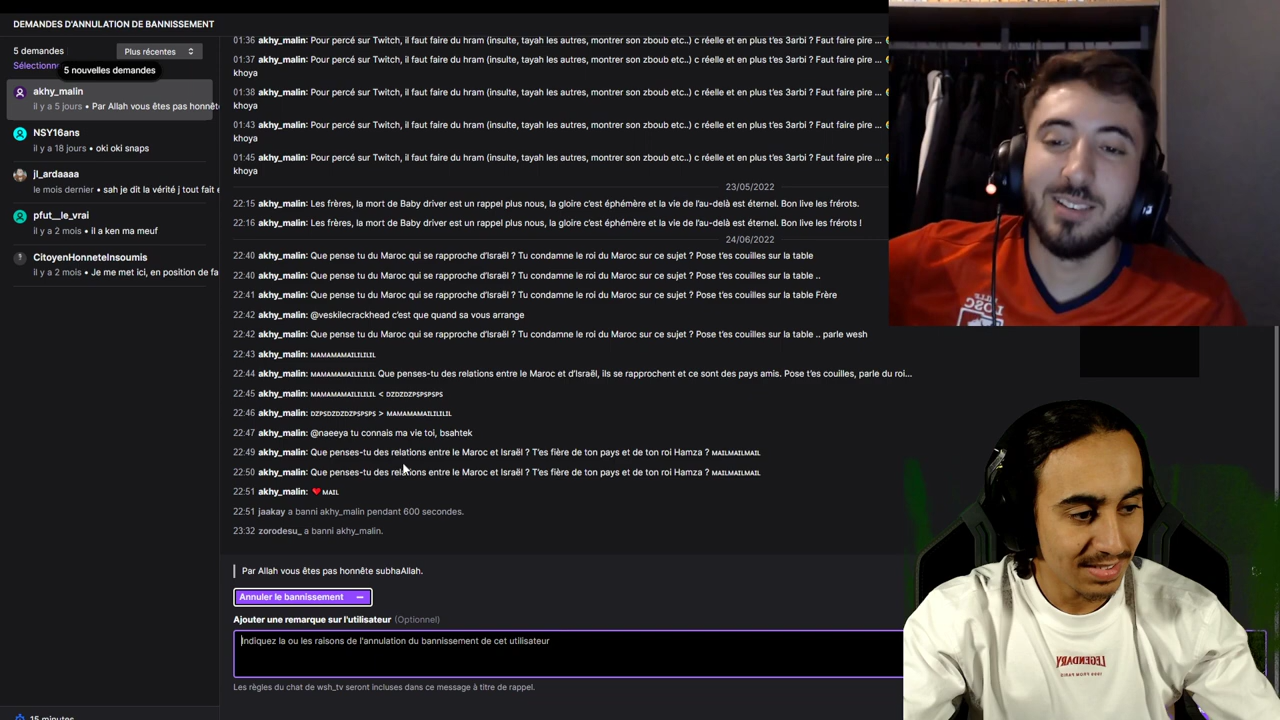 DEMANDES D'ANNULATION DE BANNISSEMENT
5 demandes
Plus récentes
Sélectionn
5 nouvelles demandes
akhy_malin
il y a 5 jours • Par Allah vous êtes pas honnêt
NSY16ans
il y a 18 jours • oki oki snaps
jl_ardaaaa
le mois dernier • sah je dit la vérité j tout fait e
pfut__le_vrai
il y a 2 mois • il a ken ma meuf
CitoyenHonneteInsoumis
il y a 2 mois • Je me met ici, en position de fa
15 minutes
01:36 akhy_malin: Pour percé sur Twitch, il faut faire du hram (insulte, tayah les autres, montrer son zboub etc..) c réelle et en plus t'es 3arbi ? Faut faire pire ...
01:37 akhy_malin: Pour percé sur Twitch, il faut faire du hram (insulte, tayah les autres, montrer son zboub etc..) c réelle et en plus t'es 3arbi ? Faut faire pire ...
khoya
01:38 akhy_malin: Pour percé sur Twitch, il faut faire du hram (insulte, tayah les autres, montrer son zboub etc..) c réelle et en plus t'es 3arbi ? Faut faire pire ...
khoya
01:43 akhy_malin: Pour percé sur Twitch, il faut faire du hram (insulte, tayah les autres, montrer son zboub etc..) c réelle et en plus t'es 3arbi ? Faut faire pire ...
khoya
01:45 akhy_malin: Pour percé sur Twitch, il faut faire du hram (insulte, tayah les autres, montrer son zboub etc..) c réelle et en plus t'es 3arbi ? Faut faire pire ...
khoya
23/05/2022
22:15 akhy_malin: Les frères, la mort de Baby driver est un rappel plus nous, la gloire c'est éphémère et la vie de l'au-delà est éternel. Bon live les frérots.
22:16 akhy_malin: Les frères, la mort de Baby driver est un rappel plus nous, la gloire c'est éphémère et la vie de l'au-delà est éternel. Bon live les frérots !
24/06/2022
22:40 akhy_malin: Que pense tu du Maroc qui se rapproche d'Israël ? Tu condamne le roi du Maroc sur ce sujet ? Pose t'es couilles sur la table
22:40 akhy_malin: Que pense tu du Maroc qui se rapproche d'Israël ? Tu condamne le roi du Maroc sur ce sujet ? Pose t'es couilles sur la table ..
22:41 akhy_malin: Que pense tu du Maroc qui se rapproche d'Israël ? Tu condamne le roi du Maroc sur ce sujet ? Pose t'es couilles sur la table Frère
22:42 akhy_malin: @veskilecrackhead c'est que quand sa vous arrange
22:42 akhy_malin: Que pense tu du Maroc qui se rapproche d'Israël ? Tu condamne le roi du Maroc sur ce sujet ? Pose t'es couilles sur la table .. parle wesh
22:43 akhy_malin: ᴍᴀᴍᴀᴍᴀᴍᴀɪʟɪʟɪʟɪʟ
22:44 akhy_malin: ᴍᴀᴍᴀᴍᴀᴍᴀɪʟɪʟɪʟɪʟ Que penses-tu des relations entre le Maroc et d'Israël, ils se rapprochent et ce sont des pays amis. Pose t'es couilles, parle du roi...
22:45 akhy_malin: ᴍᴀᴍᴀᴍᴀᴍᴀɪʟɪʟɪʟɪʟ < ᴅᴢᴅᴢᴅᴢᴘꜱᴘꜱᴘꜱᴘꜱ
22:46 akhy_malin: ᴅᴢᴘꜱᴅᴢᴅᴢᴅᴢᴘꜱᴘꜱᴘꜱ > ᴍᴀᴍᴀᴍᴀᴍᴀɪʟɪʟɪʟɪʟ
22:47 akhy_malin: @naeeya tu connais ma vie toi, bsahtek
22:49 akhy_malin: Que penses-tu des relations entre le Maroc et Israël ? T'es fière de ton pays et de ton roi Hamza ? ᴍᴀɪʟᴍᴀɪʟᴍᴀɪʟ
22:50 akhy_malin: Que penses-tu des relations entre le Maroc et Israël ? T'es fière de ton pays et de ton roi Hamza ? ᴍᴀɪʟᴍᴀɪʟᴍᴀɪʟ
22:51 akhy_malin: ❤ ᴍᴀɪʟ
22:51 jaakay a banni akhy_malin pendant 600 secondes.
23:32 zorodesu_ a banni akhy_malin.
Par Allah vous êtes pas honnête subhaAllah.
Annuler le bannissement
Ajouter une remarque sur l'utilisateur (Optionnel)
Indiquez la ou les raisons de l'annulation du bannissement de cet utilisateur
Les règles du chat de wsh_tv seront incluses dans ce message à titre de rappel.
LOSC
LEGENDARY